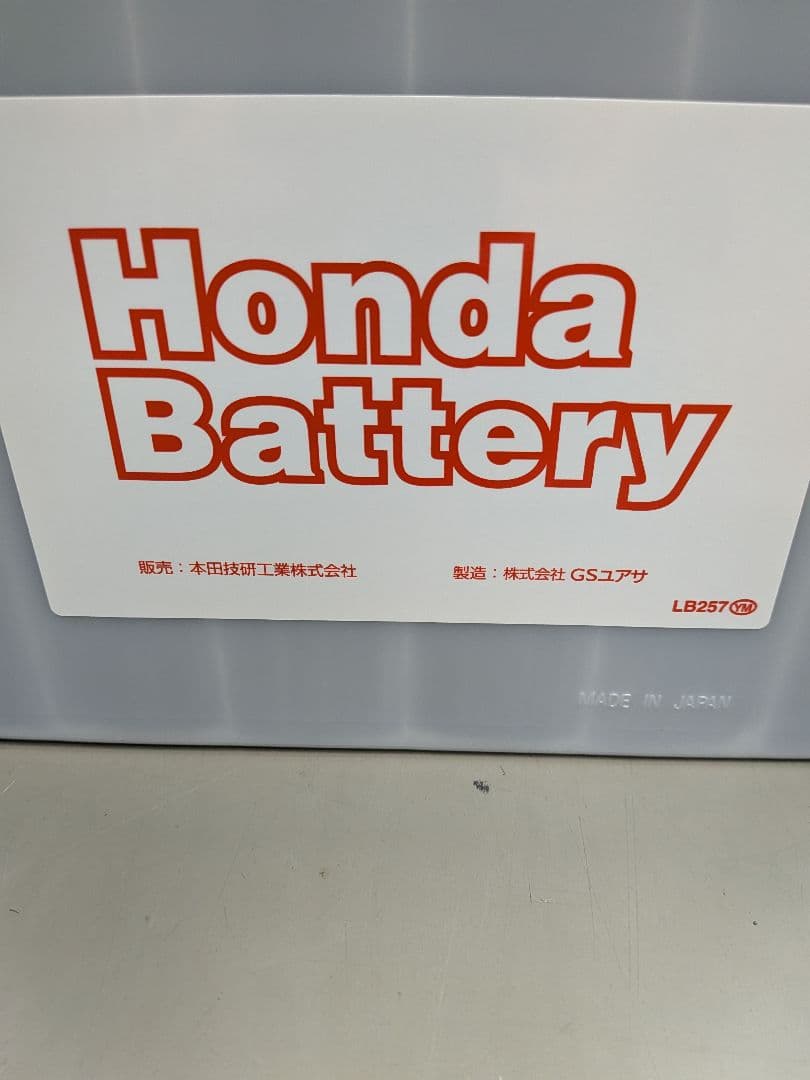 Honda
Battery
販売：本田技研工業株式会社
製造：株式会社 GSユアサ
LB257 YM
MADE IN JAPAN